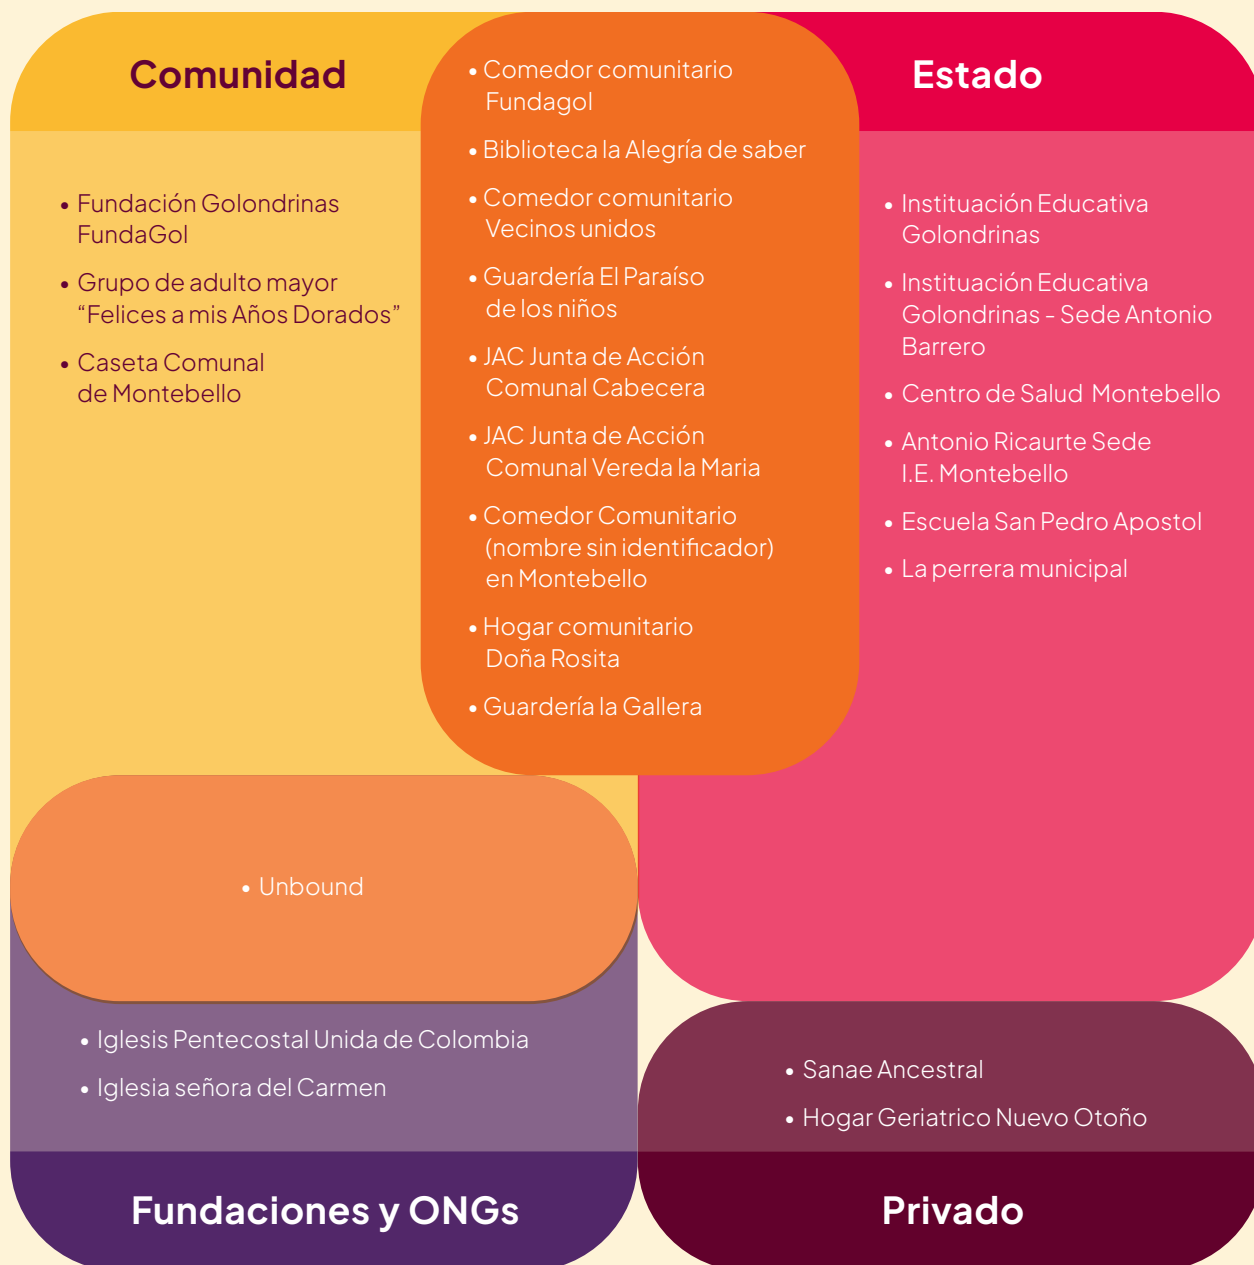 Comunidad
• Fundación Golondrinas
FundaGol
• Grupo de adulto mayor
“Felices a mis Años Dorados”
• Caseta Comunal
de Montebello
• Comedor comunitario
Fundagol
• Biblioteca la Alegría de saber
• Comedor comunitario
Vecinos unidos
• Guardería El Paraíso
de los niños
• JAC Junta de Acción
Comunal Cabecera
• JAC Junta de Acción
Comunal Vereda la Maria
• Comedor Comunitario
(nombre sin identificador)
en Montebello
• Hogar comunitario
Doña Rosita
• Guardería la Gallera
Estado
• Instituación Educativa
Golondrinas
• Instituación Educativa
Golondrinas - Sede Antonio
Barrero
• Centro de Salud Montebello
• Antonio Ricaurte Sede
I.E. Montebello
• Escuela San Pedro Apostol
• La perrera municipal
• Unbound
• Iglesis Pentecostal Unida de Colombia
• Iglesia señora del Carmen
Fundaciones y ONGs
• Sanae Ancestral
• Hogar Geriatrico Nuevo Otoño
Privado